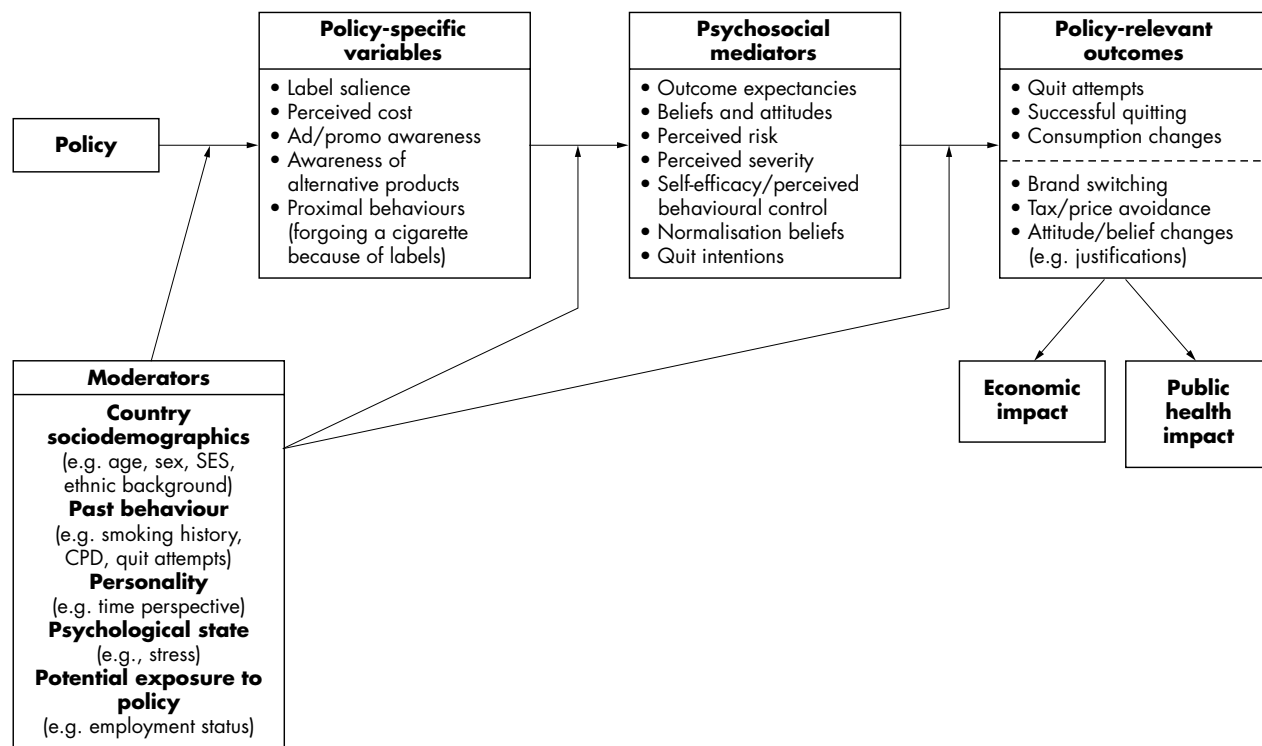 Policy
Policy-specific
variables
• Label salience
• Perceived cost
• Ad/promo awareness
• Awareness of
alternative products
• Proximal behaviours
(forgoing a cigarette
because of labels)
Psychosocial
mediators
• Outcome expectancies
• Beliefs and attitudes
• Perceived risk
• Perceived severity
• Self-efficacy/perceived
behavioural control
• Normalisation beliefs
• Quit intentions
Policy-relevant
outcomes
• Quit attempts
• Successful quitting
• Consumption changes
• Brand switching
• Tax/price avoidance
• Attitude/belief changes
(e.g. justifications)
Moderators
Country
sociodemographics
(e.g. age, sex, SES,
ethnic background)
Past behaviour
(e.g. smoking history,
CPD, quit attempts)
Personality
(e.g. time perspective)
Psychological state
(e.g., stress)
Potential exposure to
policy
(e.g. employment status)
Economic
impact
Public
health
impact